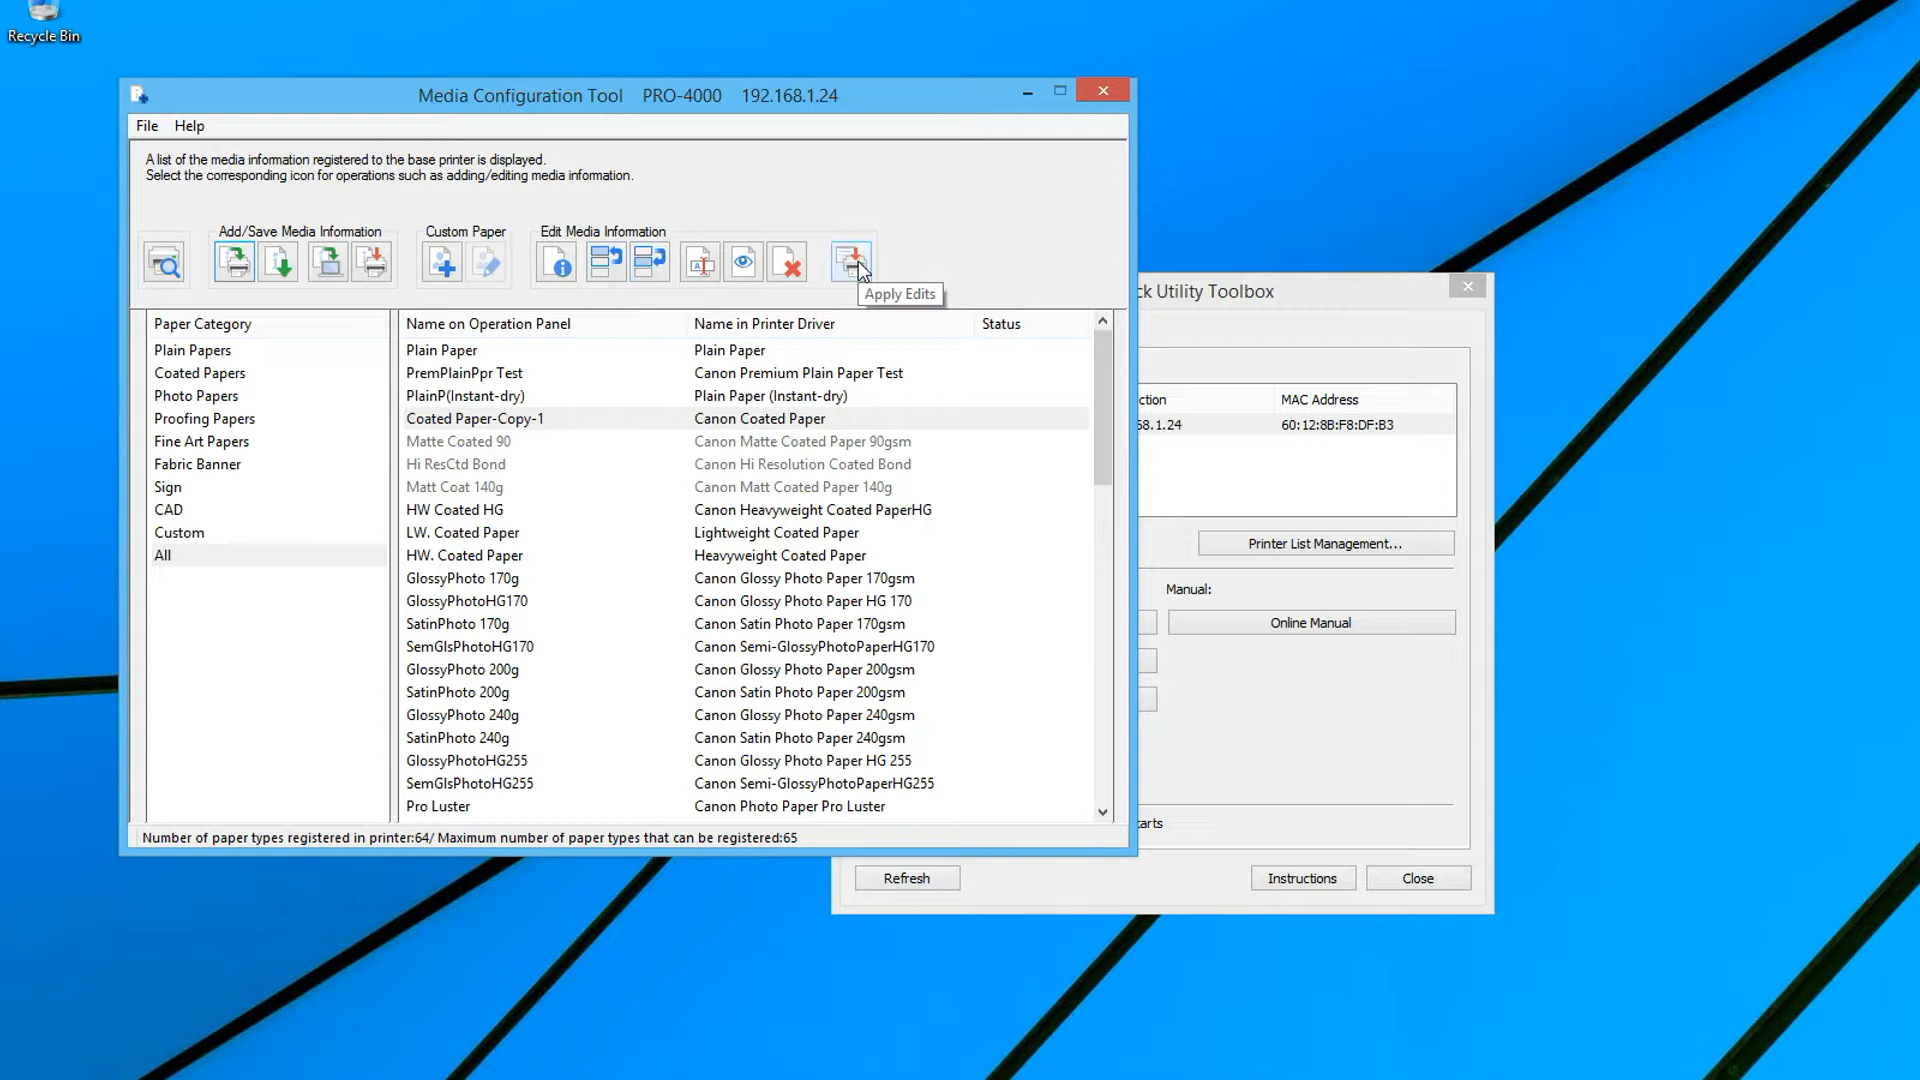 Recycle Bin
Media Configuration Tool PRO-4000 192.168.1.24
File Help
A list of the media information registered to the base printer is displayed.
Select the corresponding icon for operations such as adding/editing media information.
Add/Save Media Information Custom Paper Edit Media Information
Apply Edits
Paper Category
Plain Papers
Coated Papers
Photo Papers
Proofing Papers
Fine Art Papers
Fabric Banner
Sign
CAD
Custom
All
Name on Operation Panel Name in Printer Driver Status
Plain Paper Plain Paper
PremPlainPpr Test Canon Premium Plain Paper Test
PlainP(Instant-dry) Plain Paper (Instant-dry)
Coated Paper-Copy-1 Canon Coated Paper
Matte Coated 90 Canon Matte Coated Paper 90gsm
Hi ResCtd Bond Canon Hi Resolution Coated Bond
Matt Coat 140g Canon Matt Coated Paper 140g
HW Coated HG Canon Heavyweight Coated PaperHG
LW. Coated Paper Lightweight Coated Paper
HW. Coated Paper Heavyweight Coated Paper
GlossyPhoto 170g Canon Glossy Photo Paper 170gsm
GlossyPhotoHG170 Canon Glossy Photo Paper HG 170
SatinPhoto 170g Canon Satin Photo Paper 170gsm
SemGlsPhotoHG170 Canon Semi-GlossyPhotoPaperHG170
GlossyPhoto 200g Canon Glossy Photo Paper 200gsm
SatinPhoto 200g Canon Satin Photo Paper 200gsm
GlossyPhoto 240g Canon Glossy Photo Paper 240gsm
SatinPhoto 240g Canon Satin Photo Paper 240gsm
GlossyPhotoHG255 Canon Glossy Photo Paper HG 255
SemGlsPhotoHG255 Canon Semi-GlossyPhotoPaperHG255
Pro Luster Canon Photo Paper Pro Luster
Number of paper types registered in printer:64/ Maximum number of paper types that can be registered:65
ck Utility Toolbox
ction MAC Address
58.1.24 60:12:8B:F8:DF:B3
Printer List Management...
Manual:
Online Manual
tarts
Refresh Instructions Close